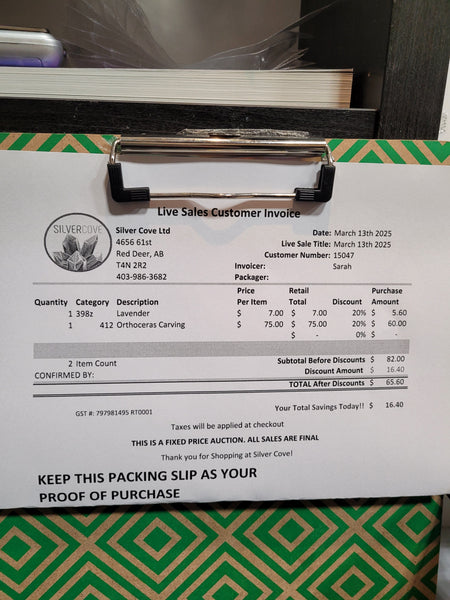 Live Sales Customer Invoice
SILVERCOVE
Silver Cove Ltd
4656 61st
Red Deer, AB
T4N 2R2
403-986-3682
Date: March 13th 2025
Live Sale Title: March 13th 2025
Customer Number: 15047
Invoicer: Sarah
Packager:
Quantity Category Description Price Per Item Retail Total Discount Purchase Amount
1 398z Lavender $ 7.00 $ 7.00 20% $ 5.60
1 412 Orthoceras Carving $ 75.00 $ 75.00 20% $ 60.00
$ - 0% $ -
2 Item Count Subtotal Before Discounts $ 82.00
CONFIRMED BY: Discount Amount $ 16.40
TOTAL After Discounts $ 65.60
GST #: 797981495 RT0001 Your Total Savings Today!! $ 16.40
Taxes will be applied at checkout
THIS IS A FIXED PRICE AUCTION. ALL SALES ARE FINAL
Thank you for Shopping at Silver Cove!
KEEP THIS PACKING SLIP AS YOUR
PROOF OF PURCHASE